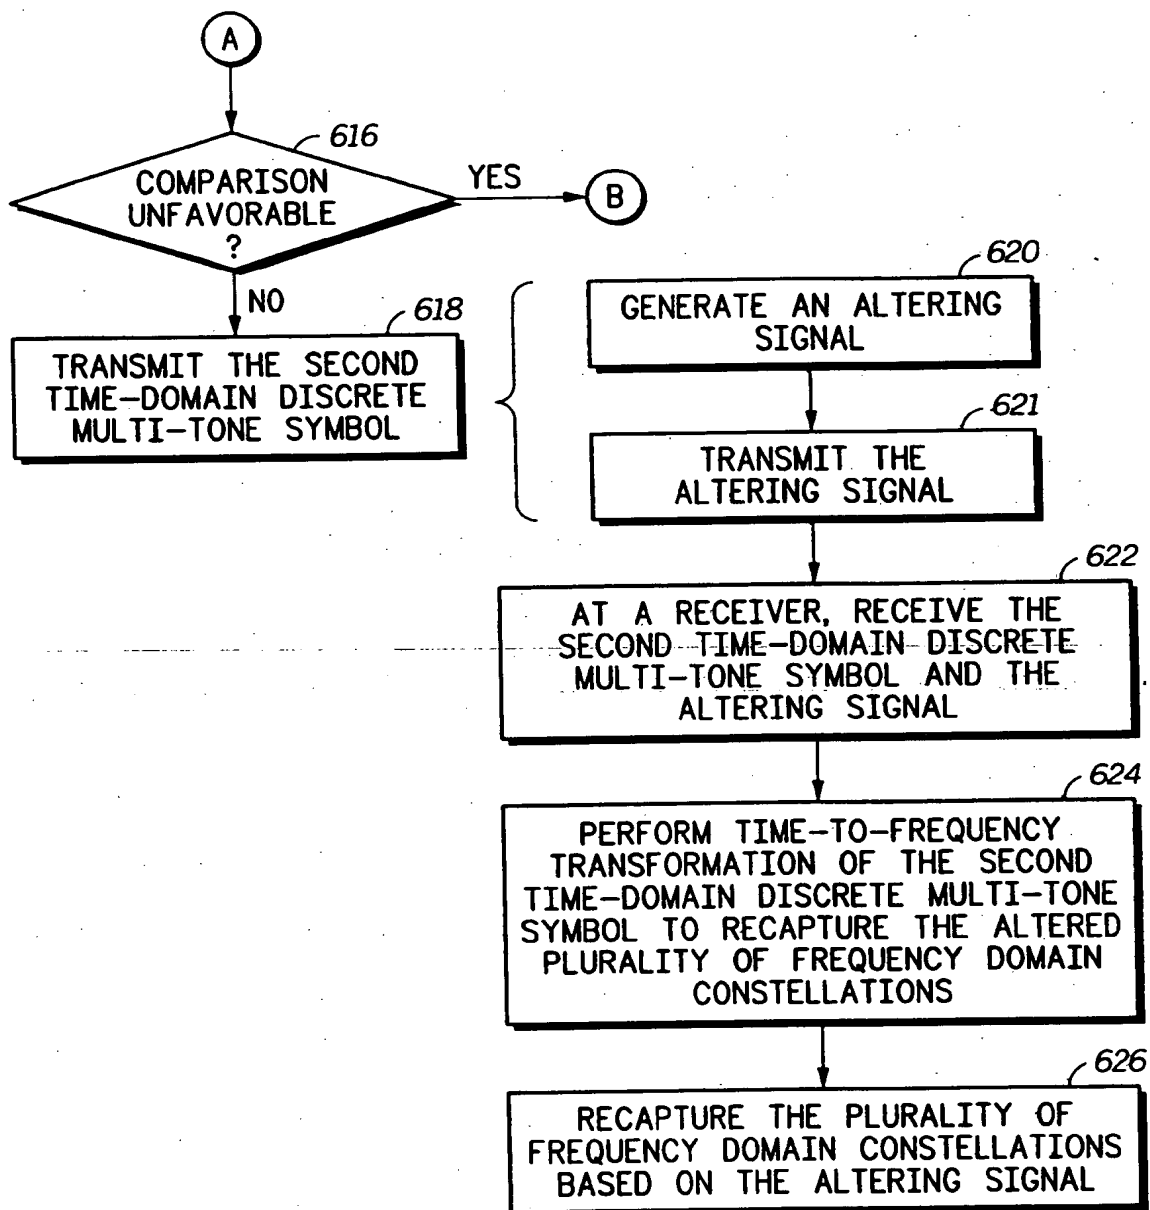 A
616
COMPARISON
UNFAVORABLE
?
YES
B
NO
618
TRANSMIT THE SECOND
TIME-DOMAIN DISCRETE
MULTI-TONE SYMBOL
620
GENERATE AN ALTERING
SIGNAL
621
TRANSMIT THE
ALTERING SIGNAL
622
AT A RECEIVER, RECEIVE THE
SECOND TIME-DOMAIN DISCRETE
MULTI-TONE SYMBOL AND THE
ALTERING SIGNAL
624
PERFORM TIME-TO-FREQUENCY
TRANSFORMATION OF THE SECOND
TIME-DOMAIN DISCRETE MULTI-TONE
SYMBOL TO RECAPTURE THE ALTERED
PLURALITY OF FREQUENCY DOMAIN
CONSTELLATIONS
626
RECAPTURE THE PLURALITY OF
FREQUENCY DOMAIN CONSTELLATIONS
BASED ON THE ALTERING SIGNAL